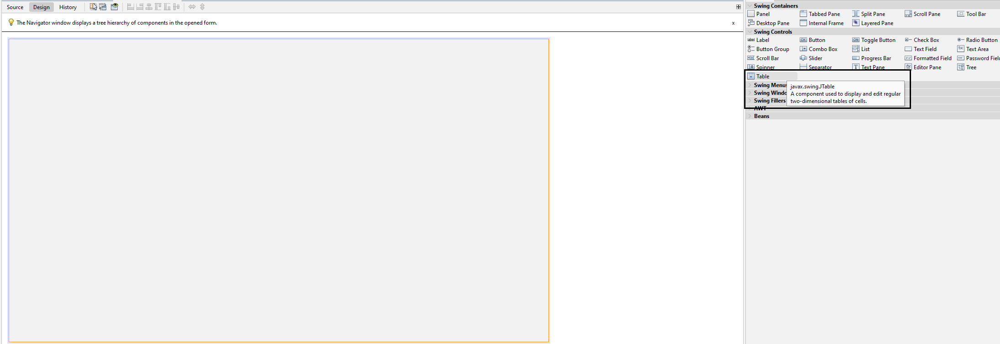 Source Design History
The Navigator window displays a tree hierarchy of components in the opened form. x
Swing Containers
Panel Tabbed Pane Split Pane Scroll Pane Tool Bar
Desktop Pane Internal Frame Layered Pane
Swing Controls
label Label OK Button ON Toggle Button Check Box Radio Button
Button Group Combo Box List Text Field Text Area
Scroll Bar Slider Progress Bar Formatted Field Password Fiel
Spinner Separator Text Pane Editor Pane Tree
Table
Swing Menus
Swing Windo
Swing Fillers
javax.swing.JTable
A component used to display and edit regular
two-dimensional tables of cells.
AWT
Beans